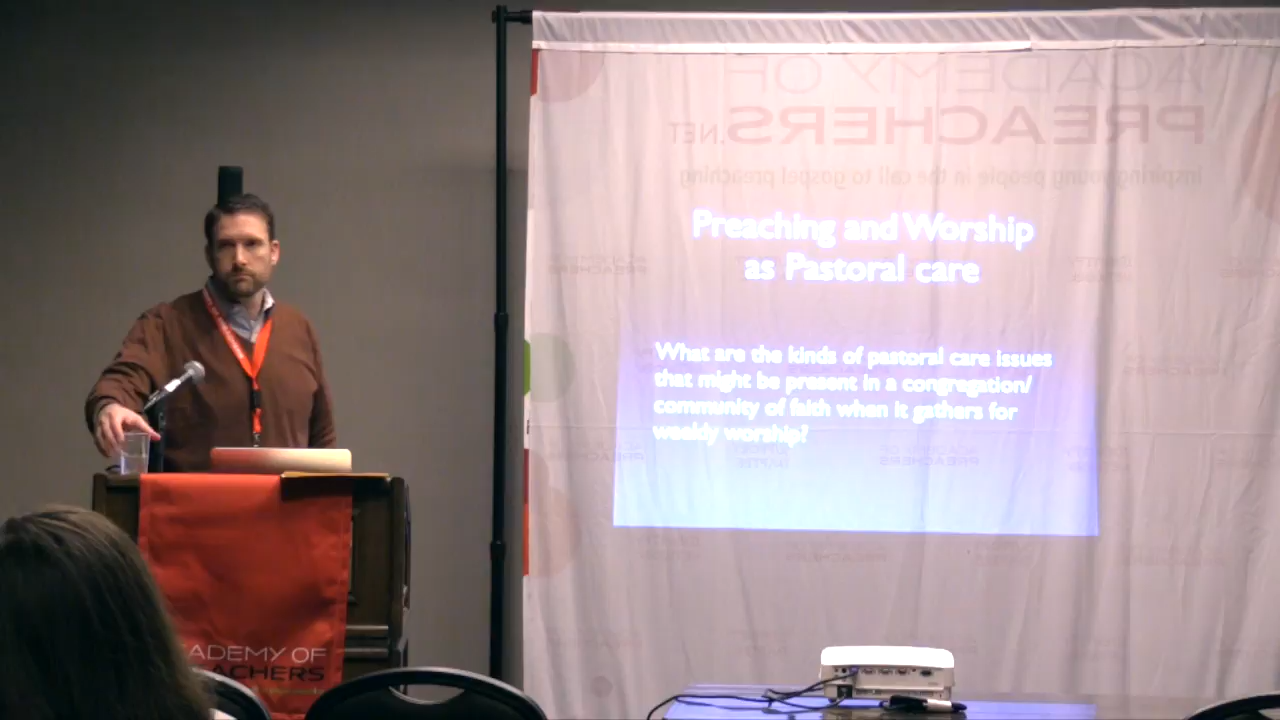 ACADEMY OF
PREACHERS.NET
Inspiring young people in the call to gospel preaching
Preaching and Worship
as Pastoral care
What are the kinds of pastoral care issues
that might be present in a congregation/
community of faith when it gathers for
weekly worship?
ADEMY OF
ACHERS